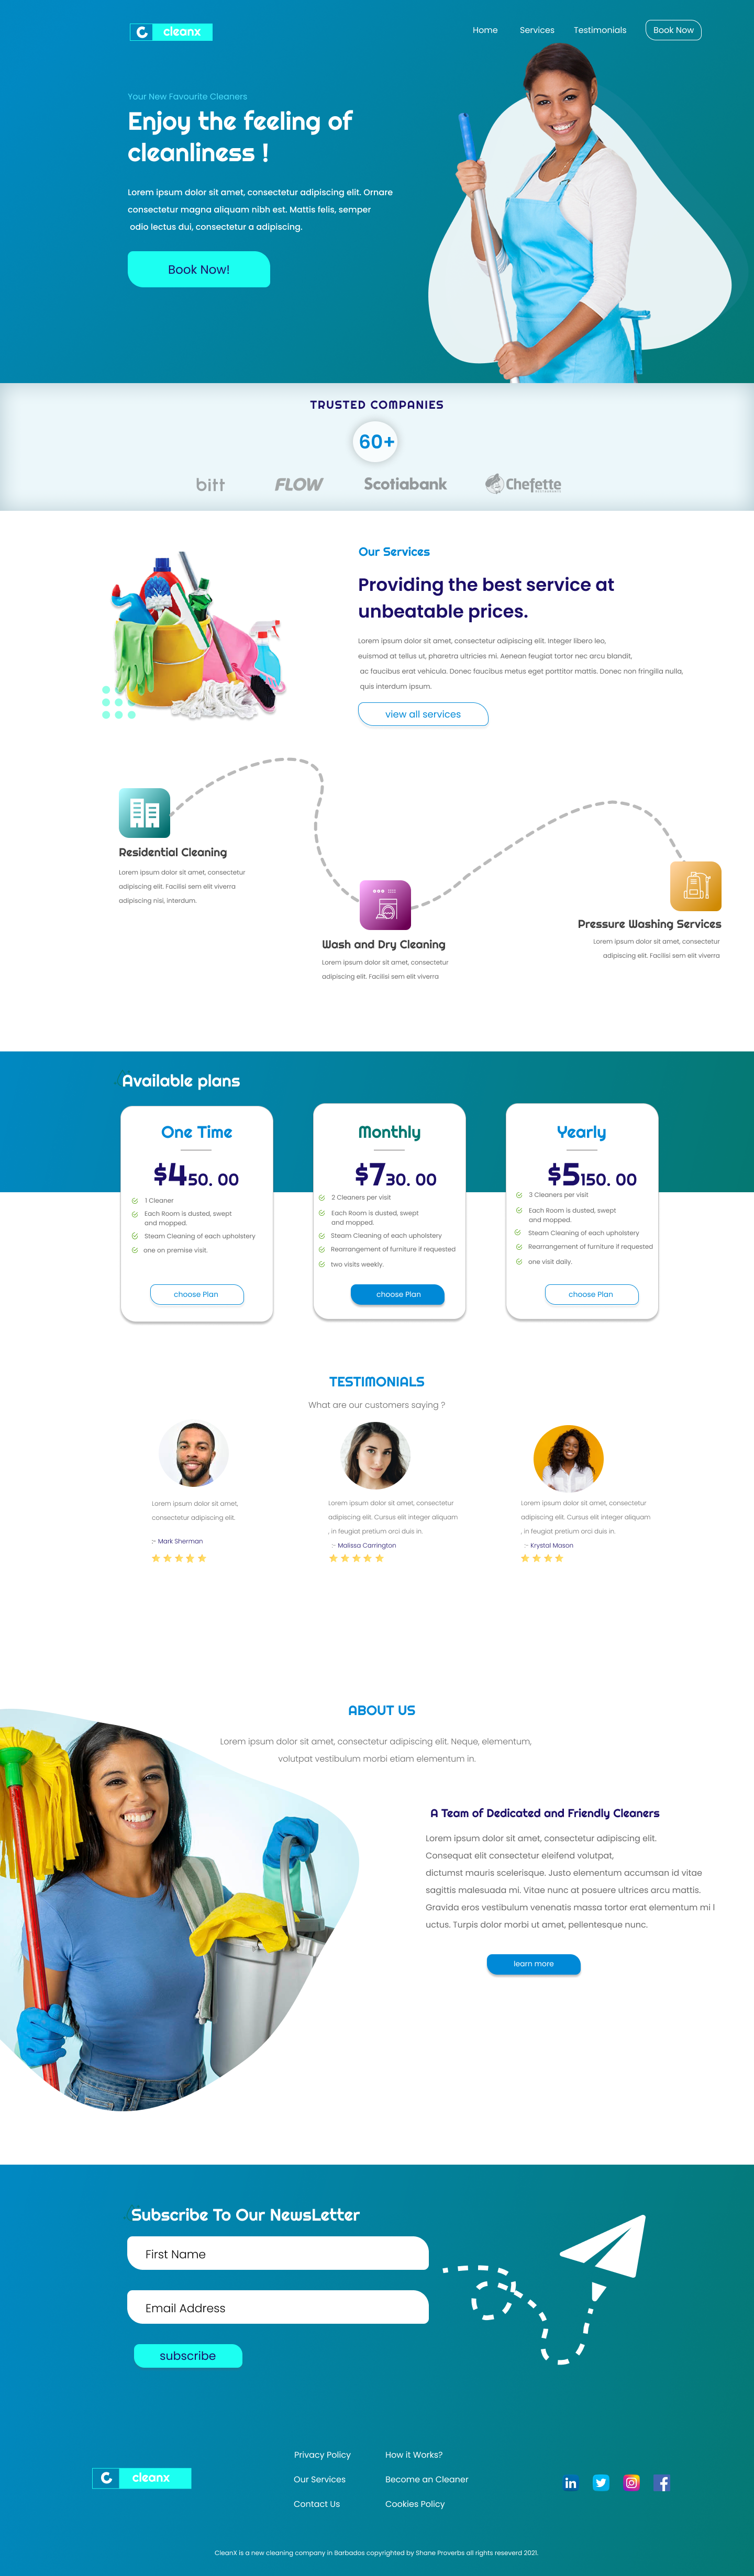 cleanx
Home Services Testimonials Book Now
Your New Favourite Cleaners
Enjoy the feeling of
cleanliness !
Lorem ipsum dolor sit amet, consectetur adipiscing elit. Ornare
consectetur magna aliquam nibh est. Mattis felis, semper
odio lectus dui, consectetur a adipiscing.
Book Now!
TRUSTED COMPANIES
60+
bitt FLOW Scotiabank Chefette
RESTAURANTS
Our Services
Providing the best service at
unbeatable prices.
Lorem ipsum dolor sit amet, consectetur adipiscing elit. Integer libero leo,
euismod at tellus ut, pharetra ultricies mi. Aenean feugiat tortor nec arcu blandit,
ac faucibus erat vehicula. Donec faucibus metus eget porttitor mattis. Donec non fringilla nulla,
quis interdum ipsum.
view all services
Residential Cleaning
Lorem ipsum dolor sit amet, consectetur
adipiscing elit. Facilisi sem elit viverra
adipiscing nisi, interdum.
Wash and Dry Cleaning
Lorem ipsum dolor sit amet, consectetur
adipiscing elit. Facilisi sem elit viverra
Pressure Washing Services
Lorem ipsum dolor sit amet, consectetur
adipiscing elit. Facilisi sem elit viverra
Available plans
One Time
$450. 00
1 Cleaner
Each Room is dusted, swept
and mopped.
Steam Cleaning of each upholstery
one on premise visit.
choose Plan
Monthly
$730. 00
2 Cleaners per visit
Each Room is dusted, swept
and mopped.
Steam Cleaning of each upholstery
Rearrangement of furniture if requested
two visits weekly.
choose Plan
Yearly
$5150. 00
3 Cleaners per visit
Each Room is dusted, swept
and mopped.
Steam Cleaning of each upholstery
Rearrangement of furniture if requested
one visit daily.
choose Plan
TESTIMONIALS
What are our customers saying ?
Lorem ipsum dolor sit amet,
consectetur adipiscing elit.
:- Mark Sherman
Lorem ipsum dolor sit amet, consectetur
adipiscing elit. Cursus elit integer aliquam
, in feugiat pretium arci duis in.
:- Malissa Carrington
Lorem ipsum dolor sit amet, consectetur
adipiscing elit. Cursus elit integer aliquam
, in feugiat pretium arci duis in.
:- Krystal Mason
ABOUT US
Lorem ipsum dolor sit amet, consectetur adipiscing elit. Neque, elementum,
volutpat vestibulum morbi etiam elementum in.
A Team of Dedicated and Friendly Cleaners
Lorem ipsum dolor sit amet, consectetur adipiscing elit.
Consequat elit consectetur eleifend volutpat,
dictumst mauris scelerisque. Justo elementum accumsan id vitae
sagittis malesuada mi. Vitae nunc at posuere ultrices arcu mattis.
Gravida eros vestibulum venenatis massa tortor erat elementum mi l
uctus. Turpis dolor morbi ut amet, pellentesque nunc.
learn more
Subscribe To Our NewsLetter
First Name
Email Address
subscribe
cleanx
Privacy Policy
Our Services
Contact Us
How it Works?
Become an Cleaner
Cookies Policy
in
CleanX is a new cleaning company in Barbados copyrighted by Shane Proverbs all rights reseverd 2021.